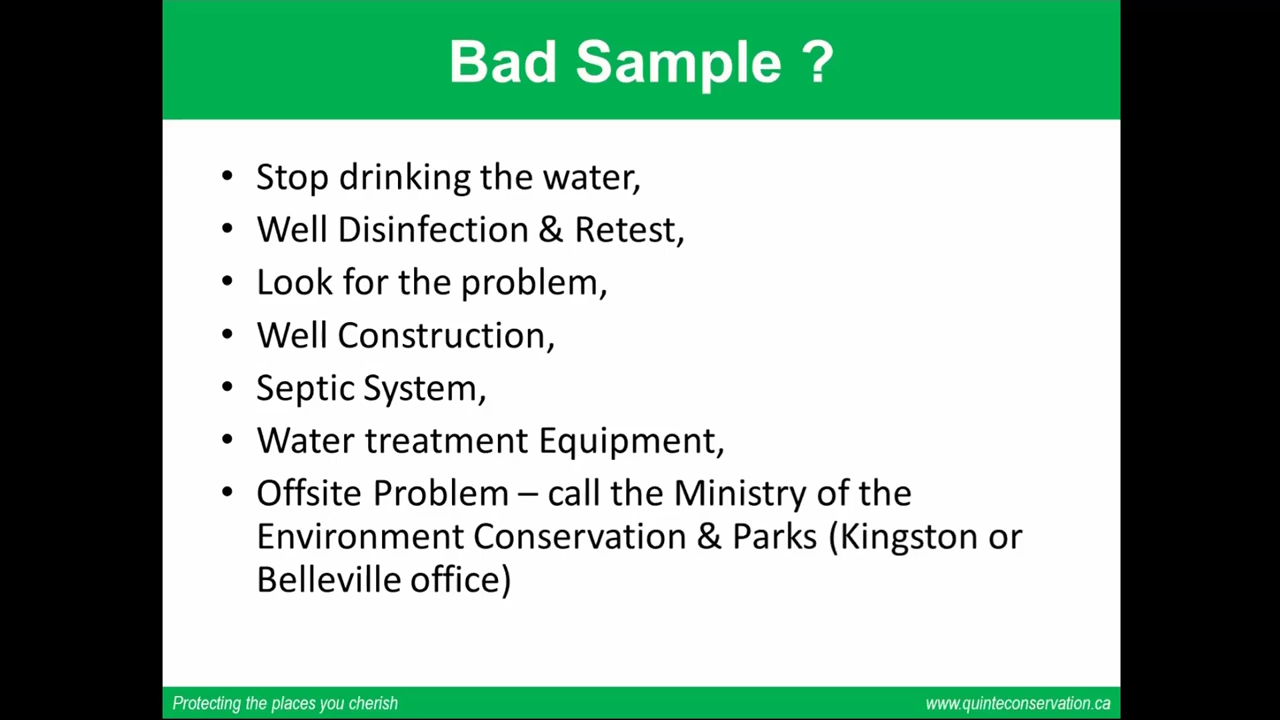 Bad Sample ?
• Stop drinking the water,
• Well Disinfection & Retest,
• Look for the problem,
• Well Construction,
• Septic System,
• Water treatment Equipment,
• Offsite Problem – call the Ministry of the
Environment Conservation & Parks (Kingston or
Belleville office)
Protecting the places you cherish
www.quinteconservation.ca